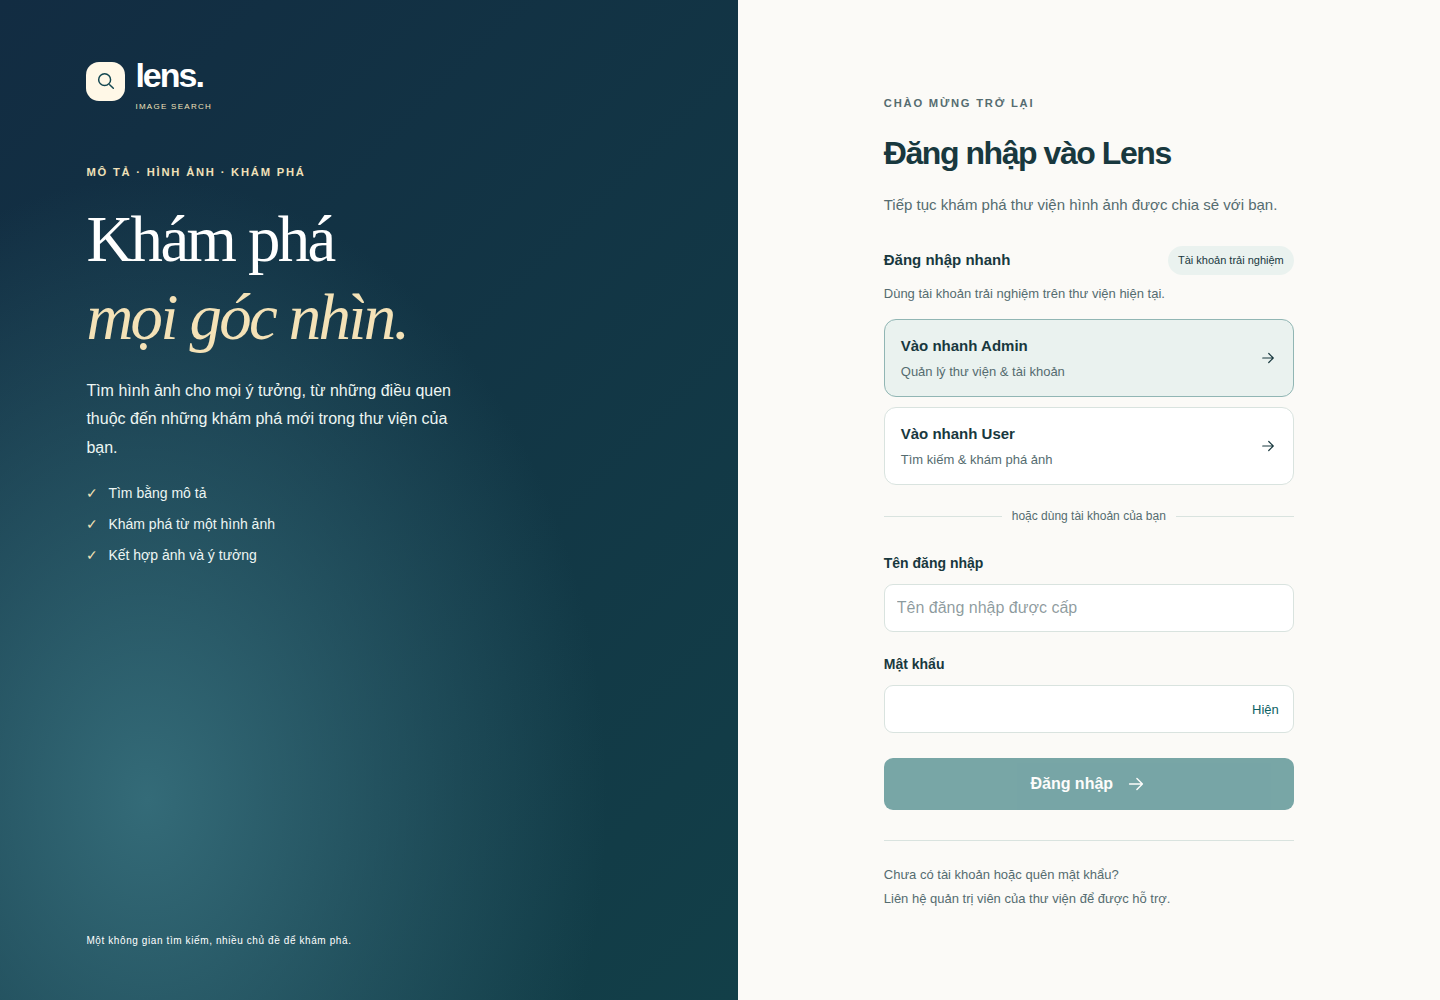 lens.
IMAGE SEARCH
MÔ TẢ · HÌNH ẢNH · KHÁM PHÁ
Khám phá
mọi góc nhìn.
Tìm hình ảnh cho mọi ý tưởng, từ những điều quen
thuộc đến những khám phá mới trong thư viện của
bạn.
✓ Tìm bằng mô tả
✓ Khám phá từ một hình ảnh
✓ Kết hợp ảnh và ý tưởng
Một không gian tìm kiếm, nhiều chủ đề để khám phá.
CHÀO MỪNG TRỞ LẠI
Đăng nhập vào Lens
Tiếp tục khám phá thư viện hình ảnh được chia sẻ với bạn.
Đăng nhập nhanh
Tài khoản trải nghiệm
Dùng tài khoản trải nghiệm trên thư viện hiện tại.
Vào nhanh Admin
Quản lý thư viện & tài khoản
Vào nhanh User
Tìm kiếm & khám phá ảnh
hoặc dùng tài khoản của bạn
Tên đăng nhập
Tên đăng nhập được cấp
Mật khẩu
Hiện
Đăng nhập
Chưa có tài khoản hoặc quên mật khẩu?
Liên hệ quản trị viên của thư viện để được hỗ trợ.